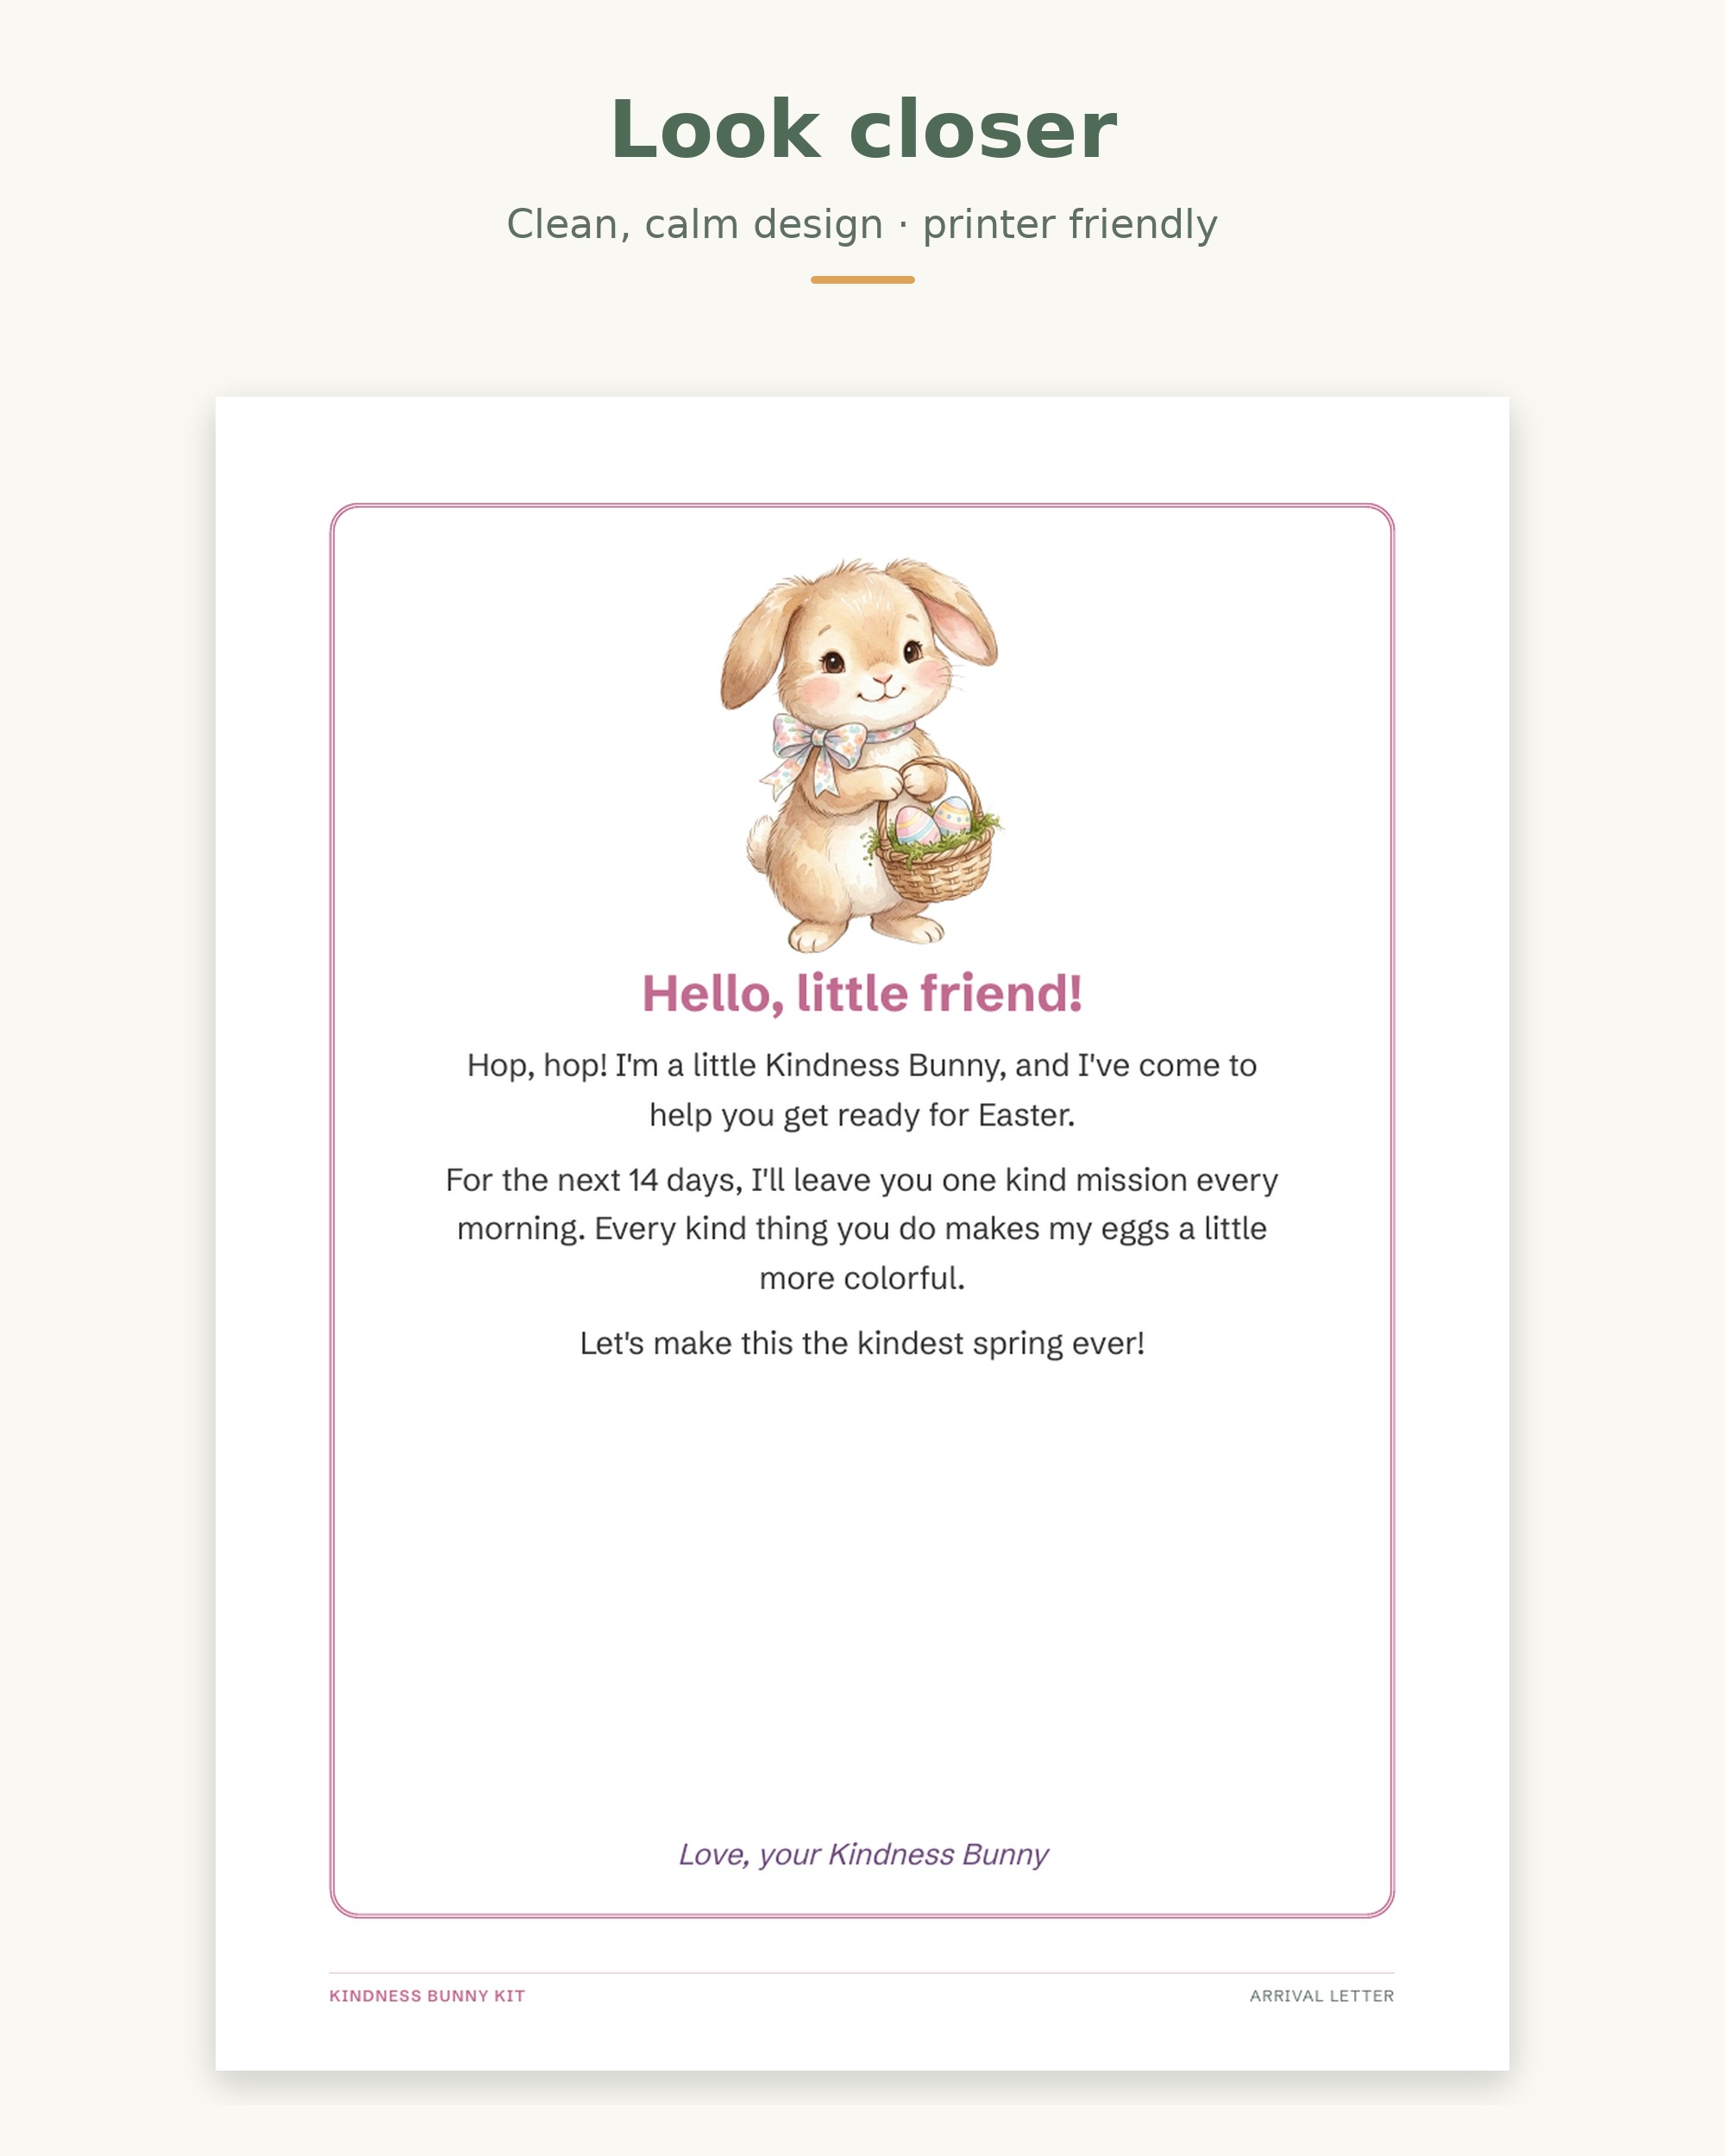 Look closer
Clean, calm design · printer friendly
Hello, little friend!
Hop, hop! I'm a little Kindness Bunny, and I've come to
help you get ready for Easter.
For the next 14 days, I'll leave you one kind mission every
morning. Every kind thing you do makes my eggs a little
more colorful.
Let's make this the kindest spring ever!
Love, your Kindness Bunny
KINDNESS BUNNY KIT
ARRIVAL LETTER